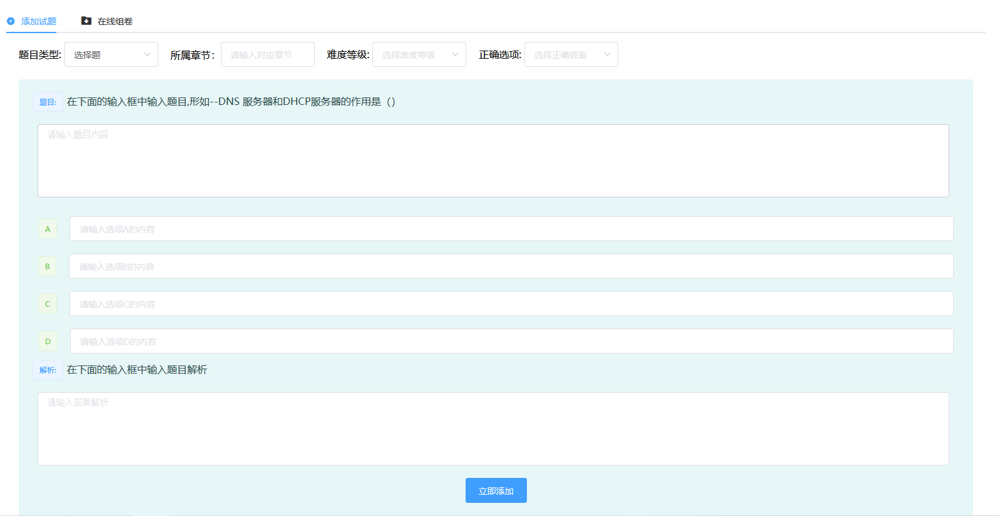 添加试题 在线组卷
题目类型: 选择题 所属章节： 请输入对应章节 难度等级: 选择难度等级 正确选项: 选择正确答案
题目: 在下面的输入框中输入题目,形如--DNS 服务器和DHCP服务器的作用是（）
请输入题目内容
A 请输入选项A的内容
B 请输入选项B的内容
C 请输入选项C的内容
D 请输入选项D的内容
解析: 在下面的输入框中输入题目解析
请输入答案解析
立即添加